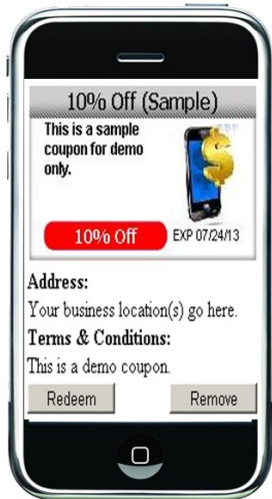 10% Off (Sample)
This is a sample
coupon for demo
only.
$
10% Off
EXP 07/24/13
Address:
Your business location(s) go here.
Terms & Conditions:
This is a demo coupon.
Redeem
Remove